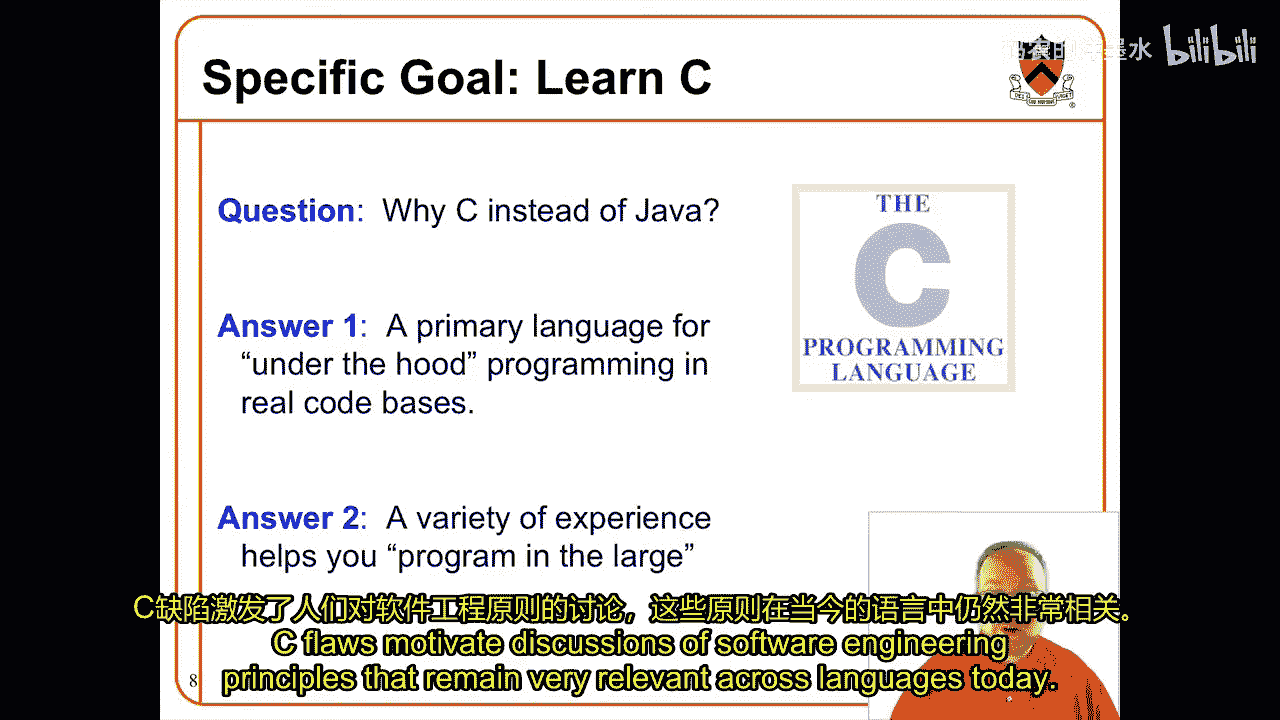 Specific Goal: Learn C
bilibili
Question: Why C instead of Java?
THE
C
PROGRAMMING
LANGUAGE
Answer 1: A primary language for
“under the hood” programming in
real code bases.
Answer 2: A variety of experience
helps you “program in the large”
C缺陷激发了人们对软件工程原则的讨论，这些原则在当今的语言中仍然非常相关。
C flaws motivate discussions of software engineering
principles that remain very relevant across languages today.
8